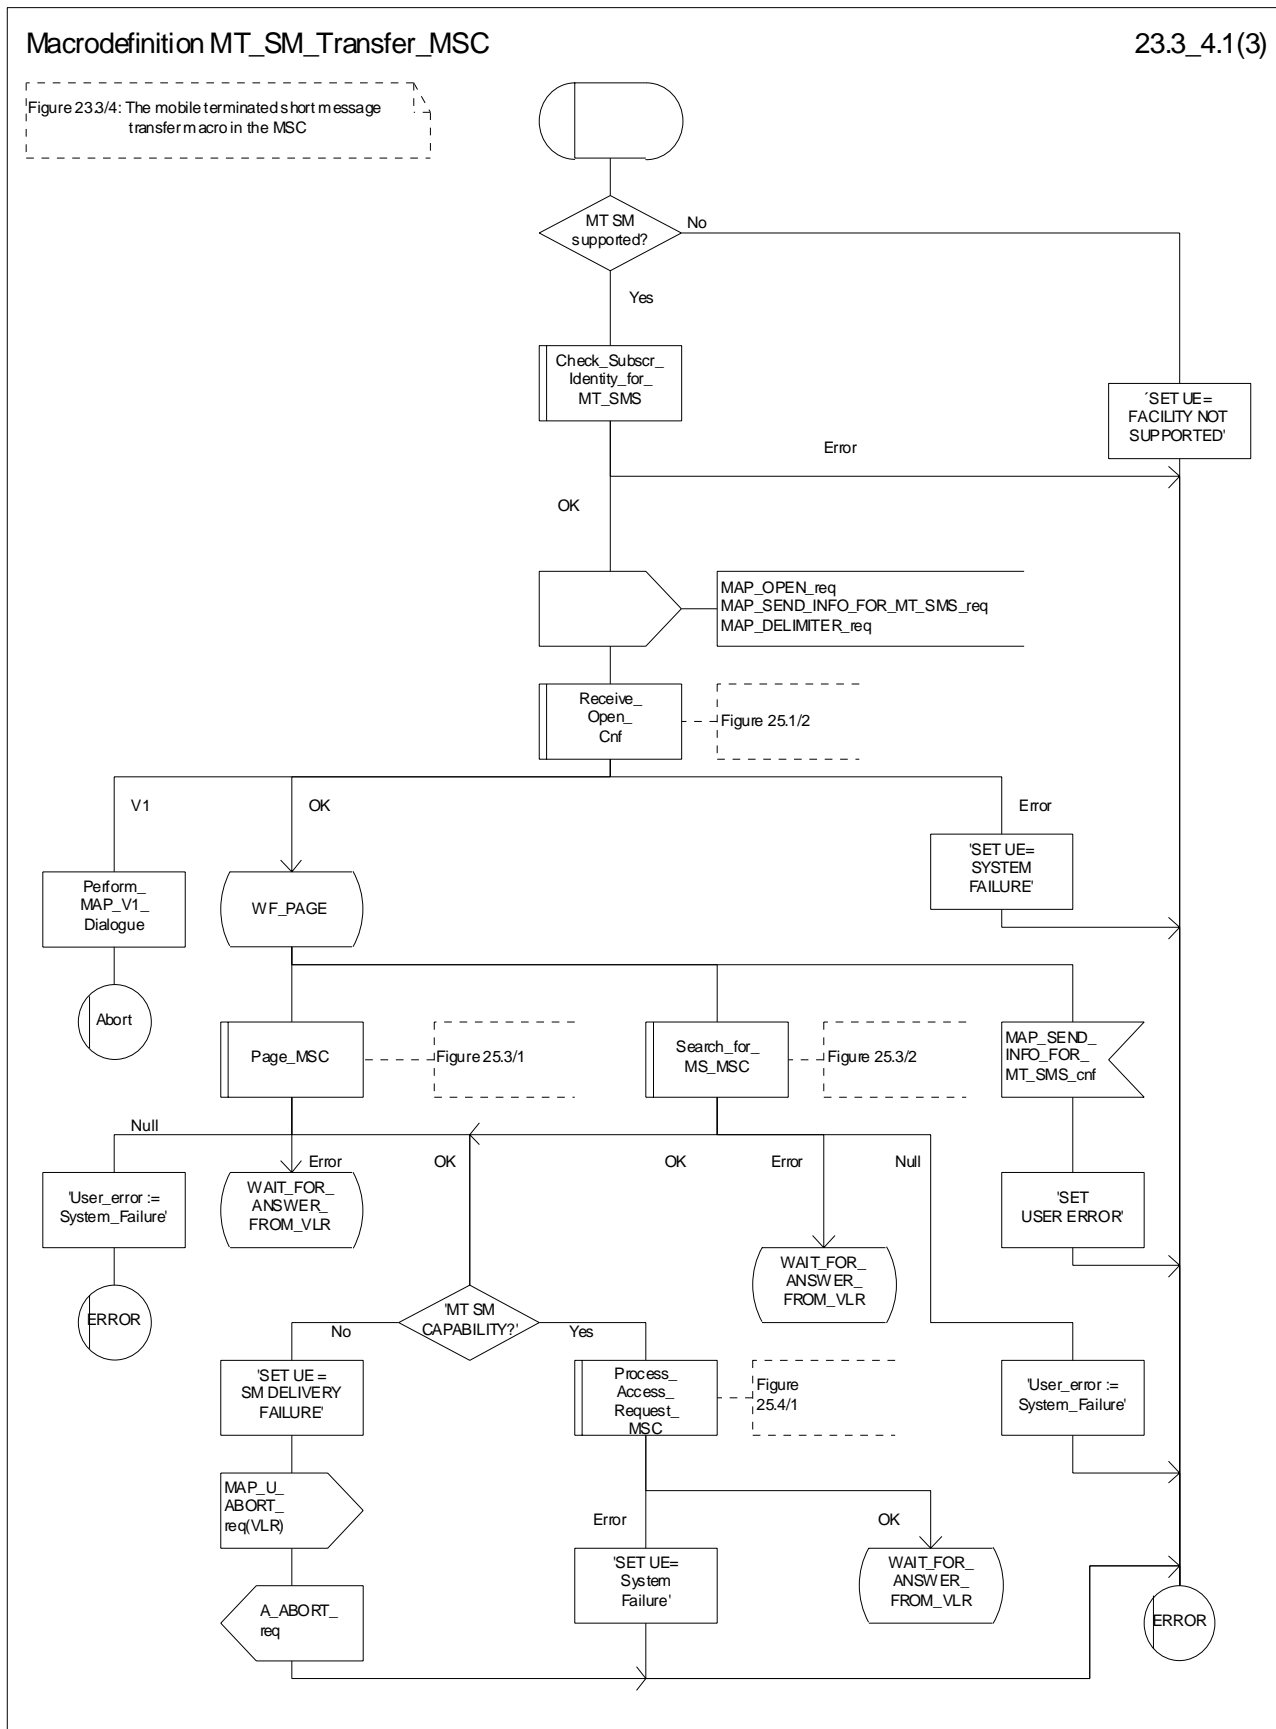 Macrodefinition MT_SM_Transfer_MSC
23.3_4.1(3)
Figure 23.3/4: The mobile terminated short message
transfer macro in the MSC
MT SM
supported?
No
Yes
Check_Subscr_
Identity_for_
MT_SMS
´SET UE=
FACILITY NOT
SUPPORTED'
Error
OK
MAP_OPEN_req
MAP_SEND_INFO_FOR_MT_SMS_req
MAP_DELIMITER_req
Receive_
Open_
Cnf
Figure 25.1/2
V1
OK
Error
Perform_
MAP_V1_
Dialogue
WF_PAGE
'SET UE=
SYSTEM
FAILURE'
Abort
Page_MSC
Figure 25.3/1
Search_for_
MS_MSC
Figure 25.3/2
MAP_SEND_
INFO_FOR_
MT_SMS_cnf
Null
Error
OK
OK
Error
Null
'User_error :=
System_Failure'
WAIT_FOR_
ANSWER_
FROM_VLR
'SET
USER ERROR'
WAIT_FOR_
ANSWER_
FROM_VLR
ERROR
'MT SM
CAPABILITY?'
No
Yes
'SET UE =
SM DELIVERY
FAILURE'
Process_
Access_
Request_
MSC
Figure
25.4/1
'User_error :=
System_Failure'
MAP_U_
ABORT_
req(VLR)
Error
OK
'SET UE=
System
Failure'
WAIT_FOR_
ANSWER_
FROM_VLR
A_ABORT_
req
ERROR